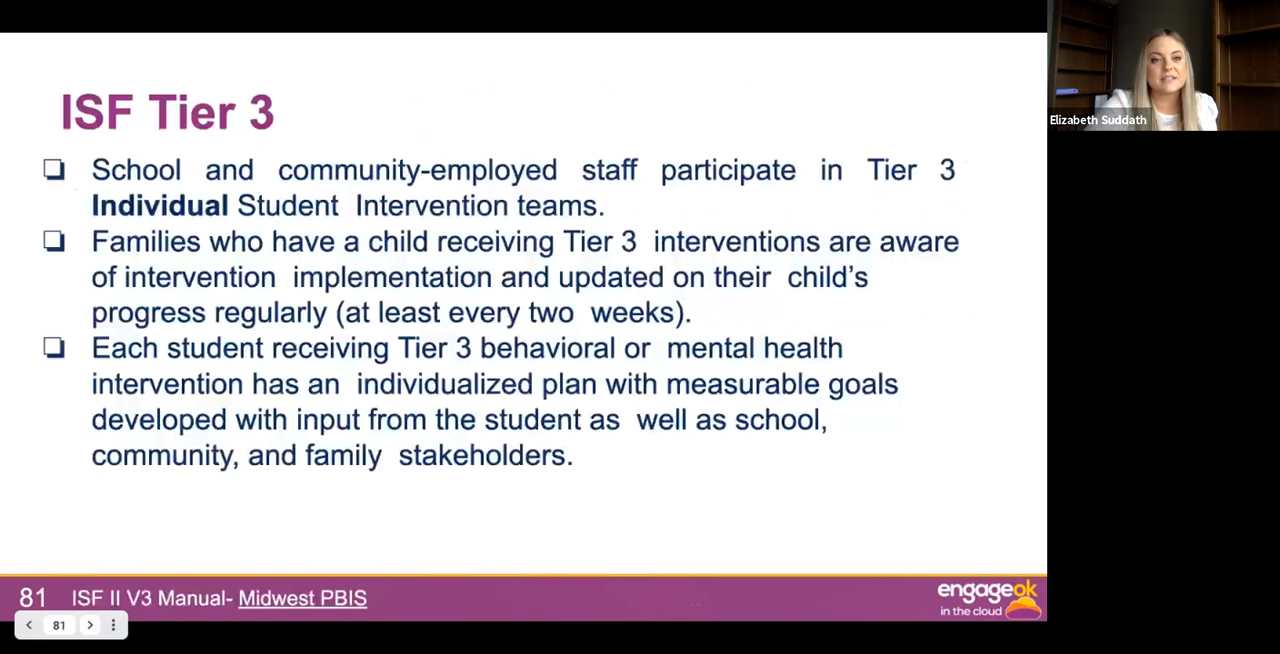 ISF Tier 3
School and community-employed staff participate in Tier 3
Individual Student Intervention teams.
Families who have a child receiving Tier 3 interventions are aware
of intervention implementation and updated on their child’s
progress regularly (at least every two weeks).
Each student receiving Tier 3 behavioral or mental health
intervention has an individualized plan with measurable goals
developed with input from the student as well as school,
community, and family stakeholders.
81 ISF II V3 Manual- Midwest PBIS
engageok
in the cloud
81
Elizabeth Suddath